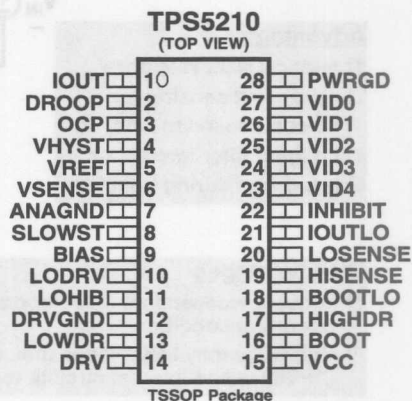 TPS5210
(TOP VIEW)
IOUT 1 28 PWRGD
DROOP 2 27 VID0
OCP 3 26 VID1
VHYST 4 25 VID2
VREF 5 24 VID3
VSENSE 6 23 VID4
ANAGND 7 22 INHIBIT
SLOWST 8 21 IOUTLO
BIAS 9 20 LOSENSE
LODRV 10 19 HISENSE
LOHIB 11 18 BOOTLO
DRVGND 12 17 HIGHDR
LOWDR 13 16 BOOT
14 15 VCC
TSSOP Package